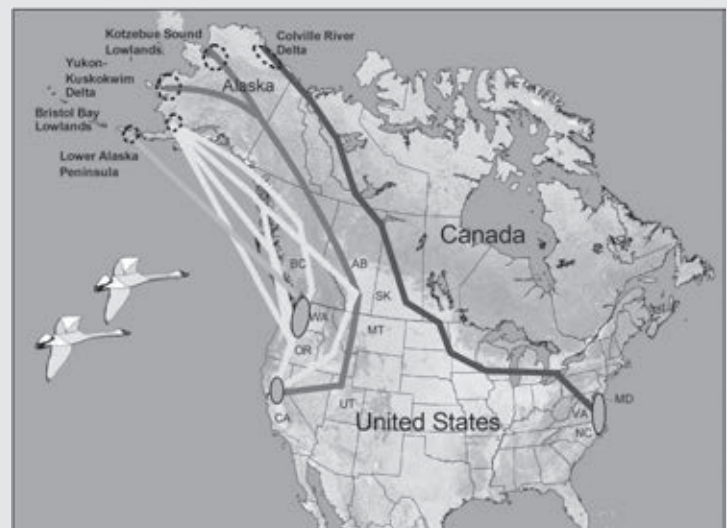 Kotzebus Sound
Lowlands
Colville River
Delta
Yukon-
Kuskokwim
Delta
Alaska
Bristol Bay
Lowlands
Lower Alaska
Peninsula
Canada
BC
AB
SK
WA
MT
OR
UT
CA
United States
MD
VA
NC